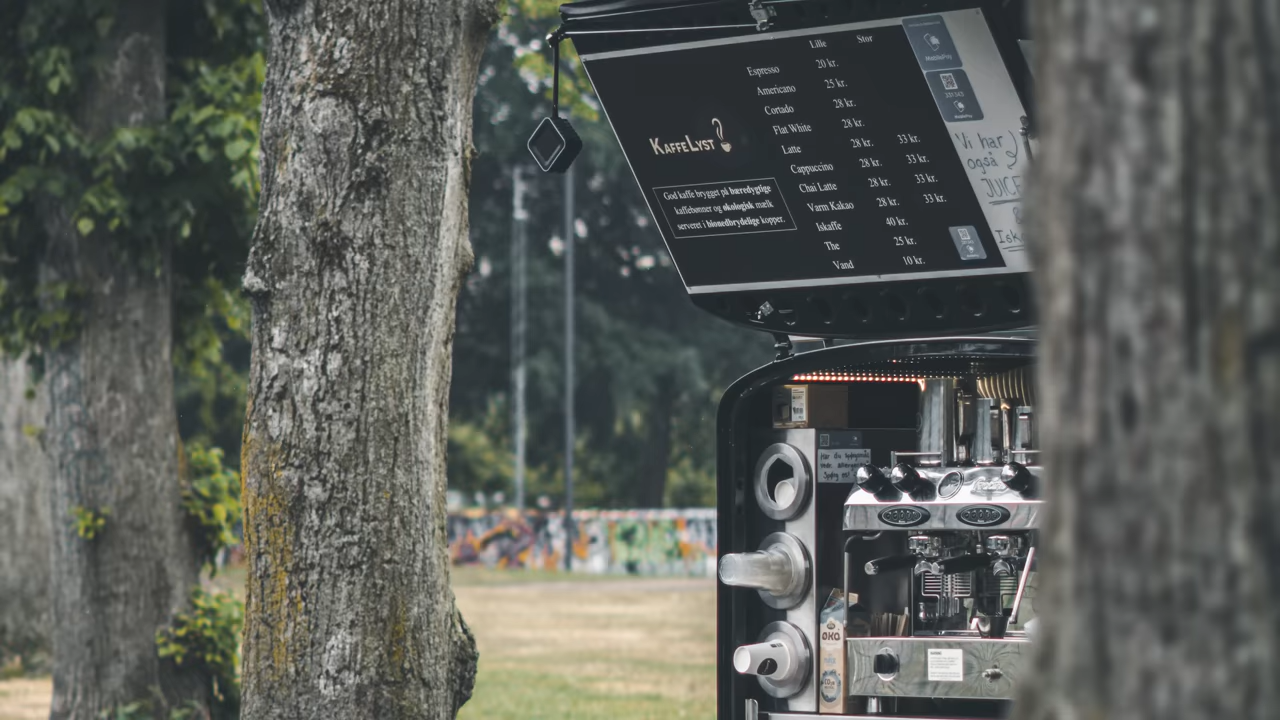 Lille Stor
Espresso 20 kr.
Americano 25 kr.
Cortado 28 kr.
Flat White 28 kr.
Latte 28 kr. 33 kr.
Cappuccino 28 kr. 33 kr.
Chai Latte 28 kr. 33 kr.
Varm Kakao 28 kr. 33 kr.
Iskaffe 40 kr.
The 25 kr.
Vand 10 kr.
KAFFELYST
God kaffe brygget på bæredygtige
kaffebønner og økologisk mælk
serveret i bionedbrydelige kopper.
MobilePay
Vi har
også
JUICE
ØKO